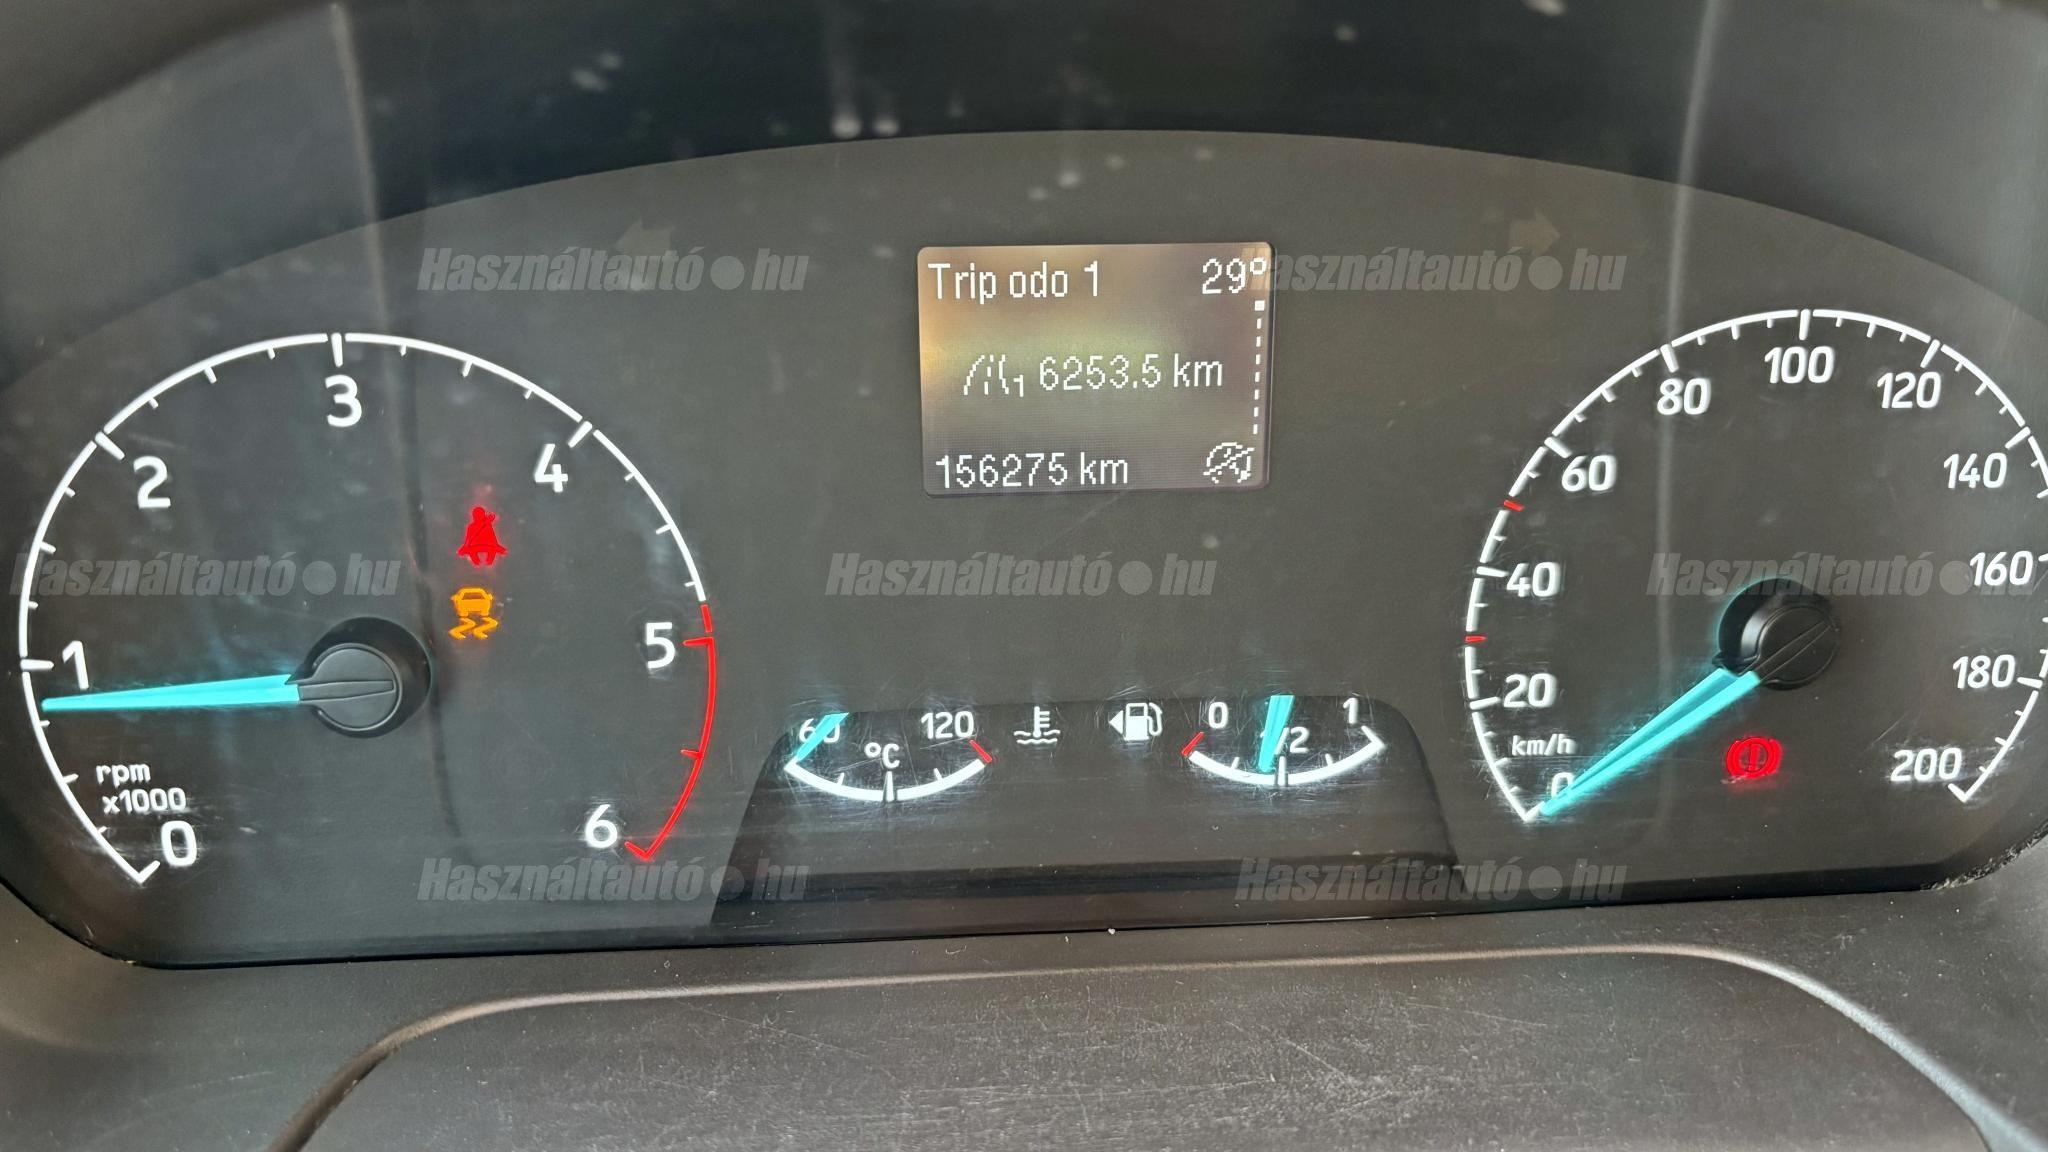 Trip odo 1 29°
1 6253.5 km
156275 km
0
1
2
3
4
5
6
rpm
x1000
60
120
°C
0
1/2
1
0
20
40
60
80
100
120
140
160
180
200
km/h
Használtautó●hu
Használtautó●hu
Használtautó●hu
Használtautó●hu
Használtautó●hu
Használtautó●hu
Használtautó●hu